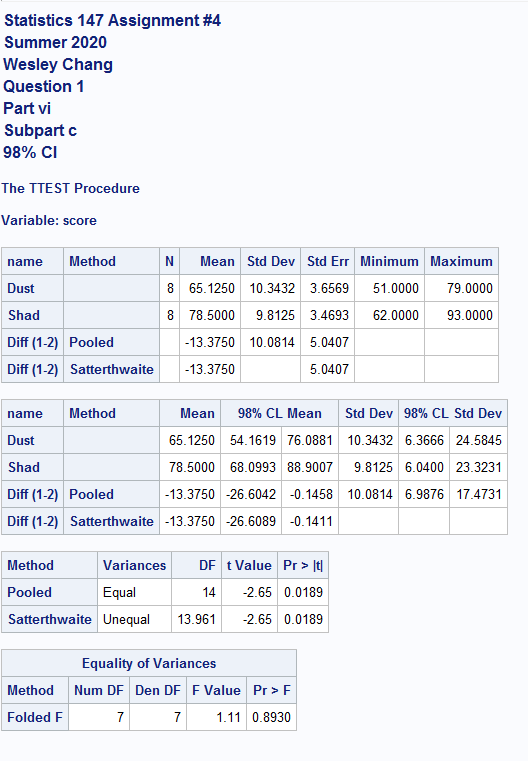 Statistics 147 Assignment #4
Summer 2020
Wesley Chang
Question 1
Part vi
Subpart c
98% CI
The TTEST Procedure
Variable: score
name Method N Mean Std Dev Std Err Minimum Maximum
Dust 8 65.1250 10.3432 3.6569 51.0000 79.0000
Shad 8 78.5000 9.8125 3.4693 62.0000 93.0000
Diff (1-2) Pooled -13.3750 10.0814 5.0407
Diff (1-2) Satterthwaite -13.3750 5.0407
name Method Mean 98% CL Mean Std Dev 98% CL Std Dev
Dust 65.1250 54.1619 76.0881 10.3432 6.3666 24.5845
Shad 78.5000 68.0993 88.9007 9.8125 6.0400 23.3231
Diff (1-2) Pooled -13.3750 -26.6042 -0.1458 10.0814 6.9876 17.4731
Diff (1-2) Satterthwaite -13.3750 -26.6089 -0.1411
Method Variances DF t Value Pr > |t|
Pooled Equal 14 -2.65 0.0189
Satterthwaite Unequal 13.961 -2.65 0.0189
Equality of Variances
Method Num DF Den DF F Value Pr > F
Folded F 7 7 1.11 0.8930